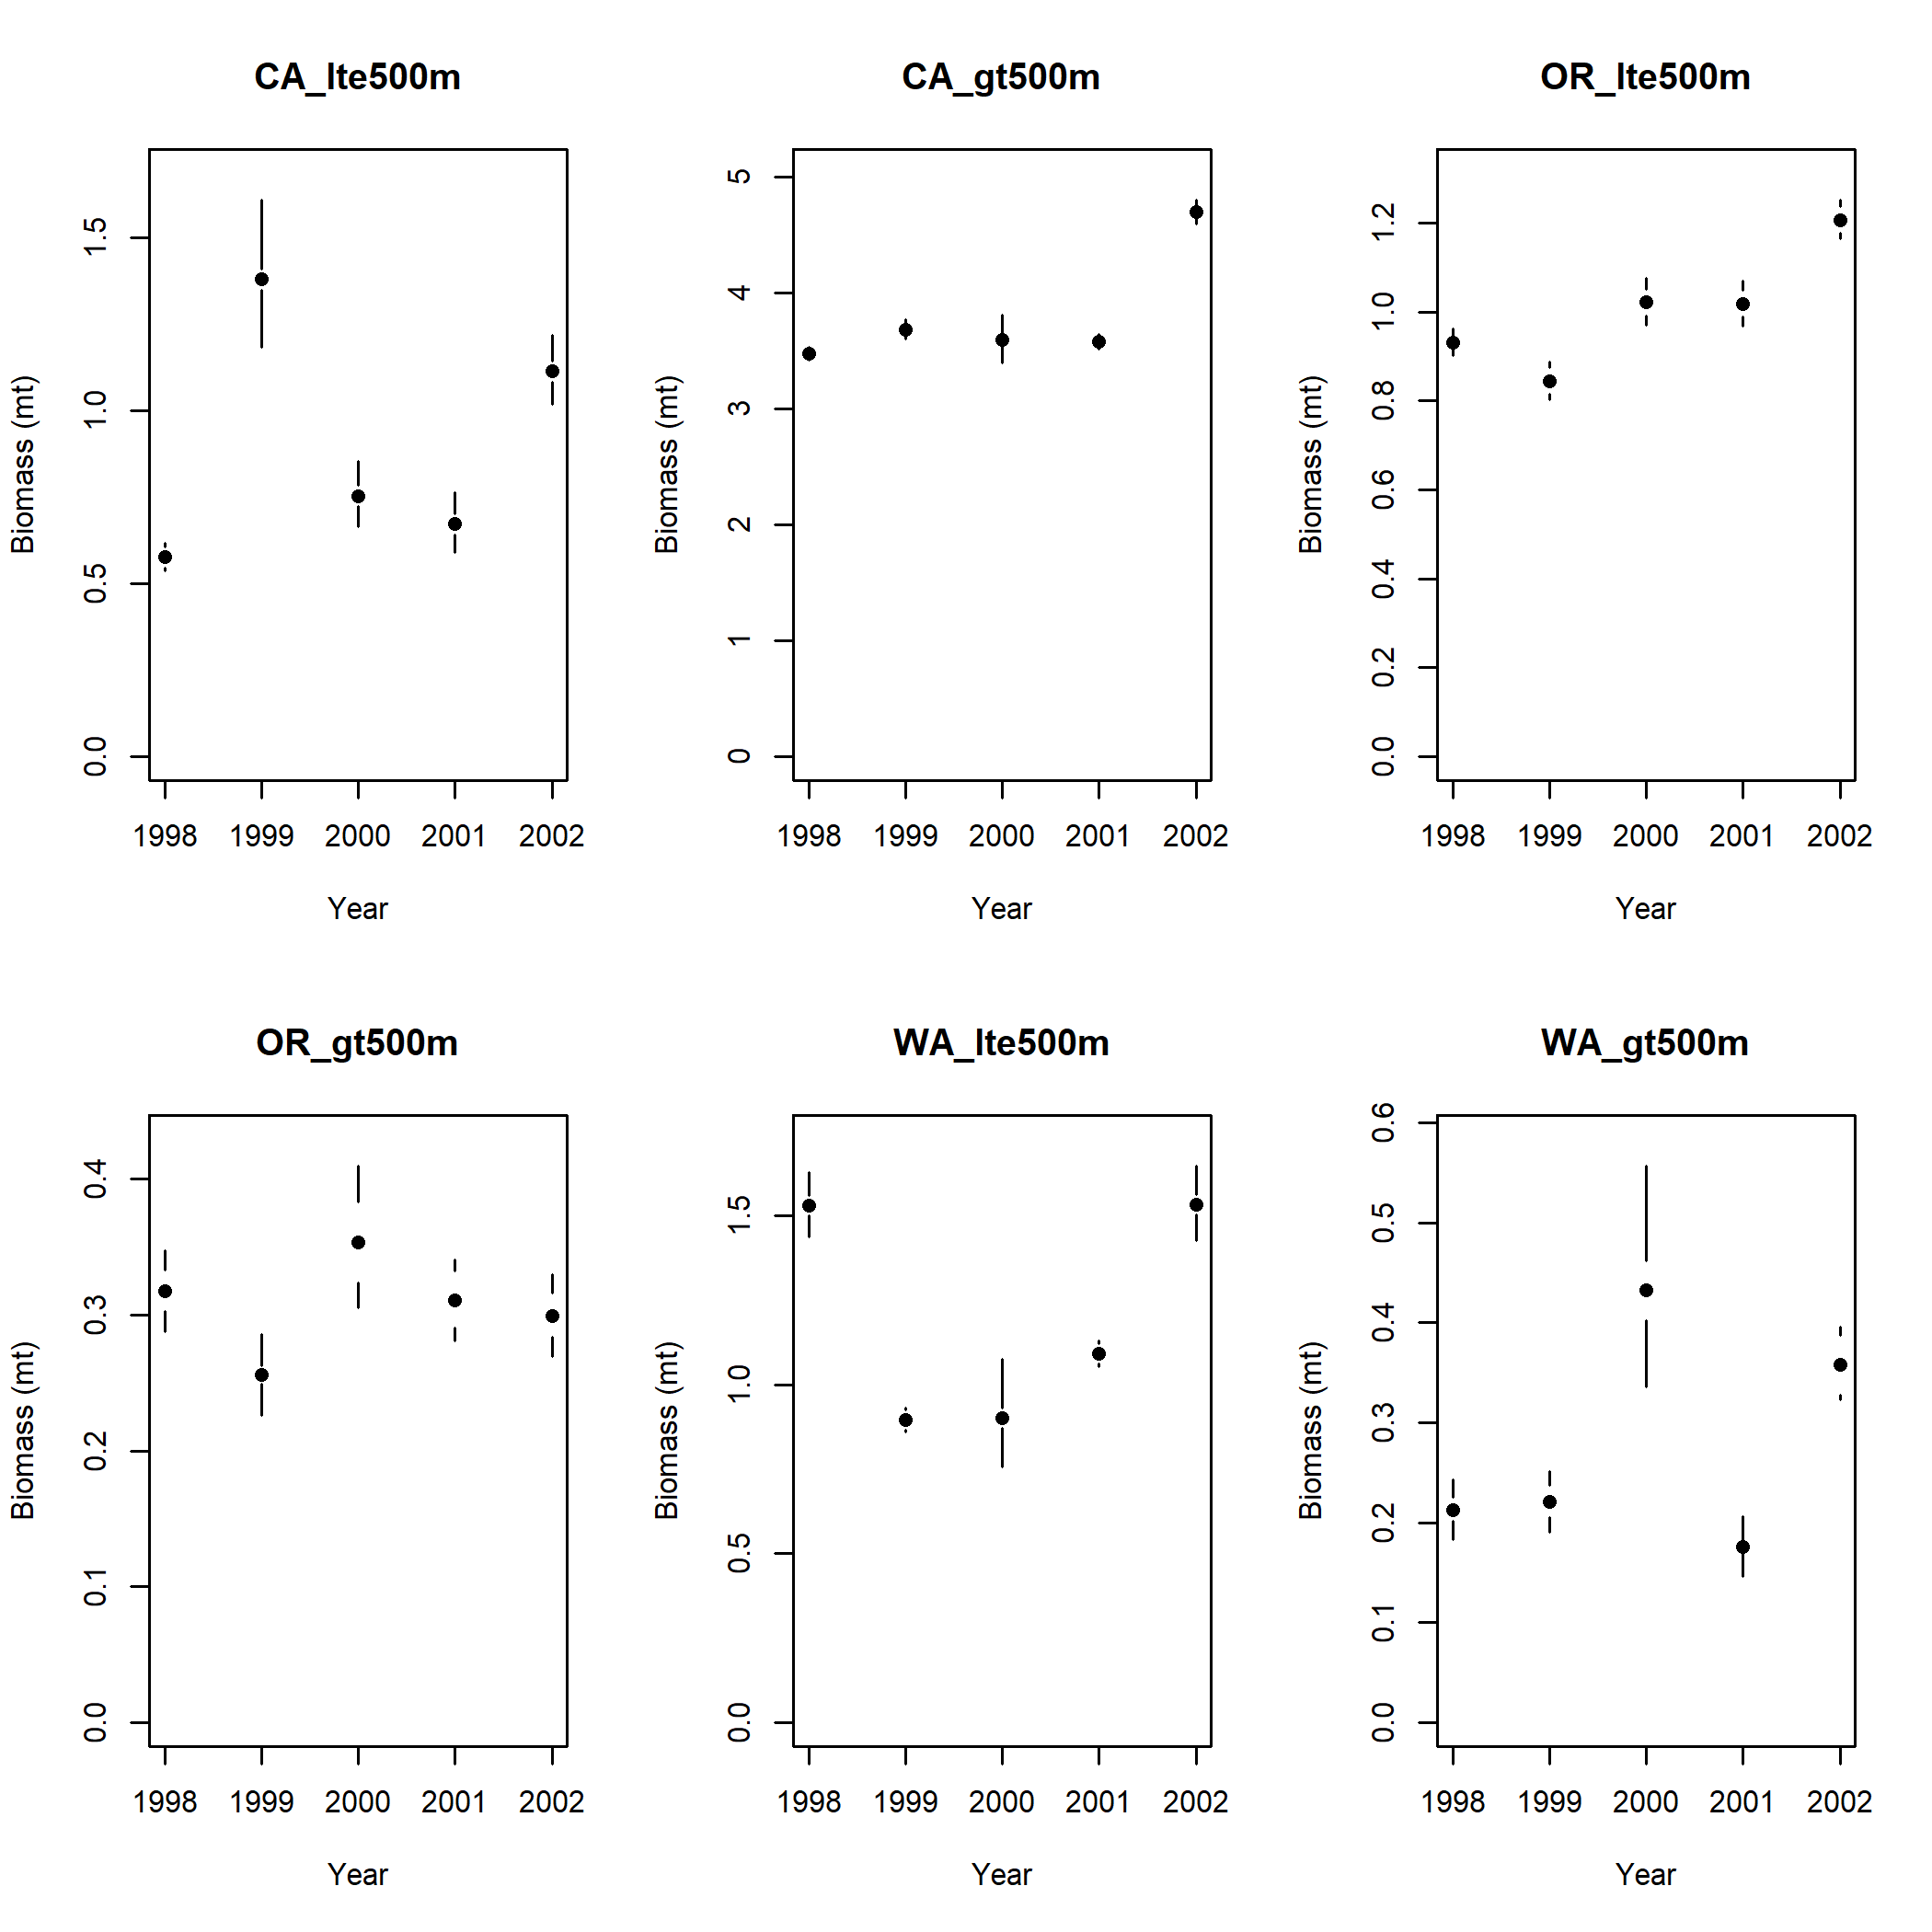 CA_lte500m
Biomass (mt)
1.5
1.0
0.5
0.0
1998 1999 2000 2001 2002
Year
CA_gt500m
Biomass (mt)
5
4
3
2
1
0
1998 1999 2000 2001 2002
Year
OR_lte500m
Biomass (mt)
1.2
1.0
0.8
0.6
0.4
0.2
0.0
1998 1999 2000 2001 2002
Year
OR_gt500m
Biomass (mt)
0.4
0.3
0.2
0.1
0.0
1998 1999 2000 2001 2002
Year
WA_lte500m
Biomass (mt)
1.5
1.0
0.5
0.0
1998 1999 2000 2001 2002
Year
WA_gt500m
Biomass (mt)
0.6
0.5
0.4
0.3
0.2
0.1
0.0
1998 1999 2000 2001 2002
Year